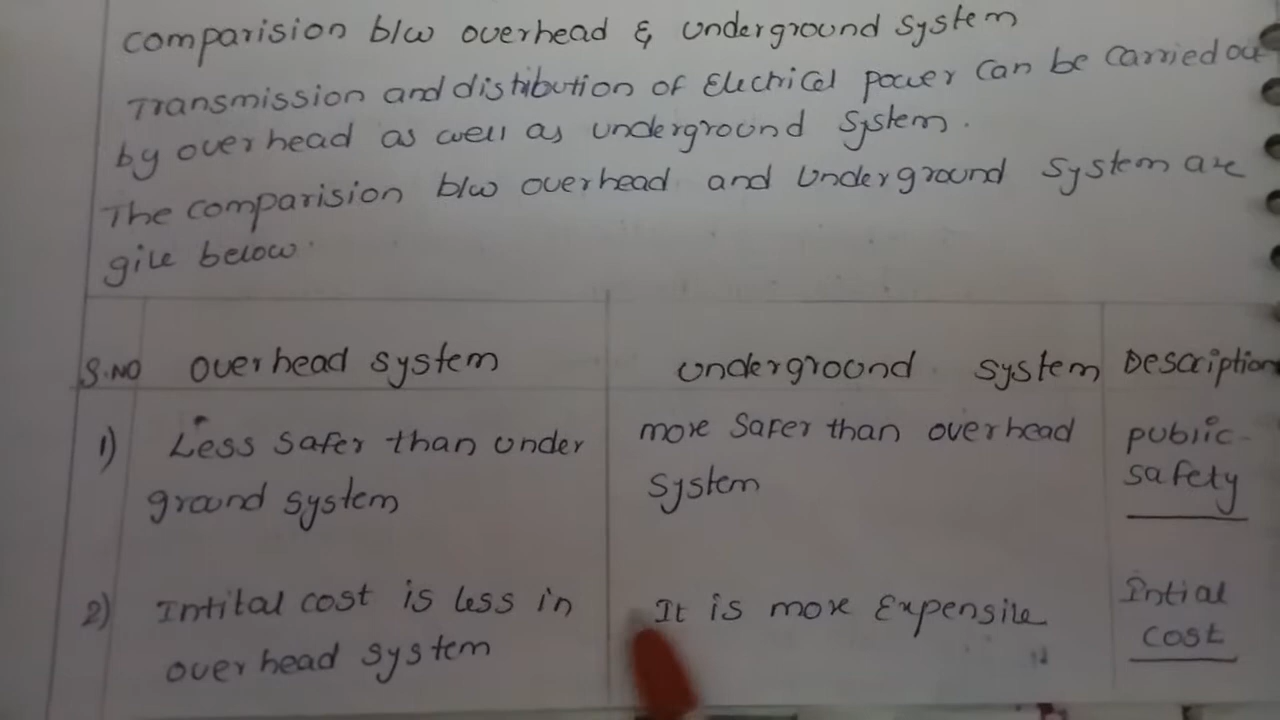 comparision b/w overhead & underground system
Transmission and distribution of Electrical power can be carried out
by overhead as well as underground system.
The comparision b/w overhead and underground system are
give below.
S.NO overhead system underground system Description
1) Less safer than under more safer than overhead public
ground system system safety
2) Intital cost is less in It is more Expensive Intial
overhead system cost